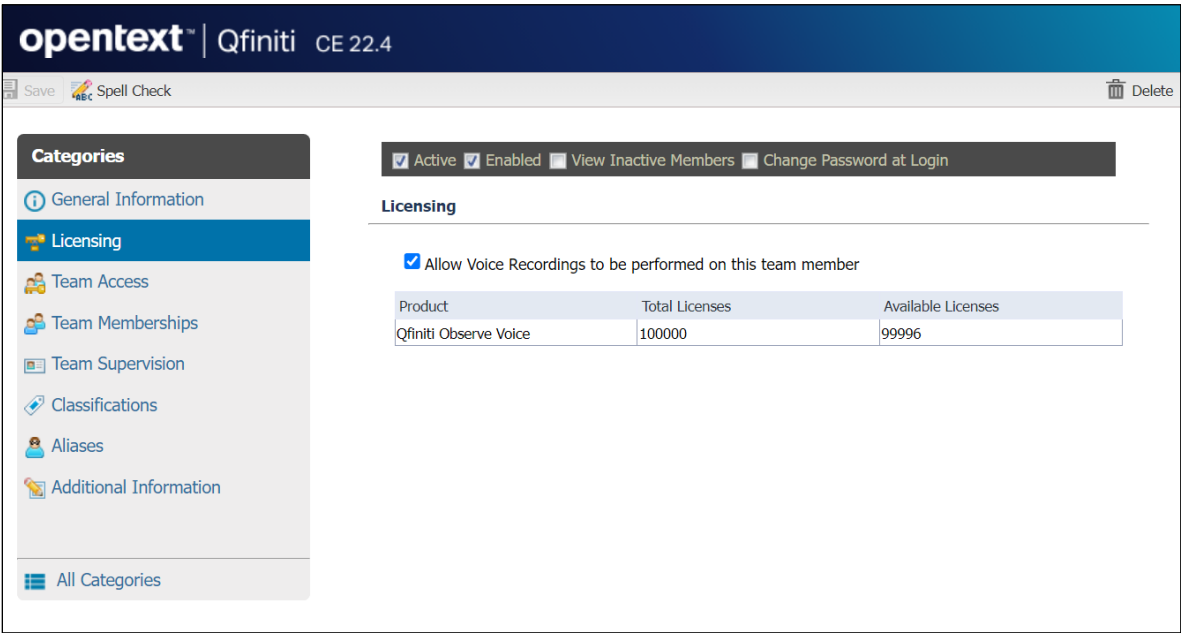 opentext™ | Qfiniti CE 22.4
Save ABC Spell Check Delete
Categories
General Information
Licensing
Team Access
Team Memberships
Team Supervision
Classifications
Aliases
Additional Information
All Categories
Active Enabled View Inactive Members Change Password at Login
Licensing
Allow Voice Recordings to be performed on this team member
Product Total Licenses Available Licenses
Qfiniti Observe Voice 100000 99996